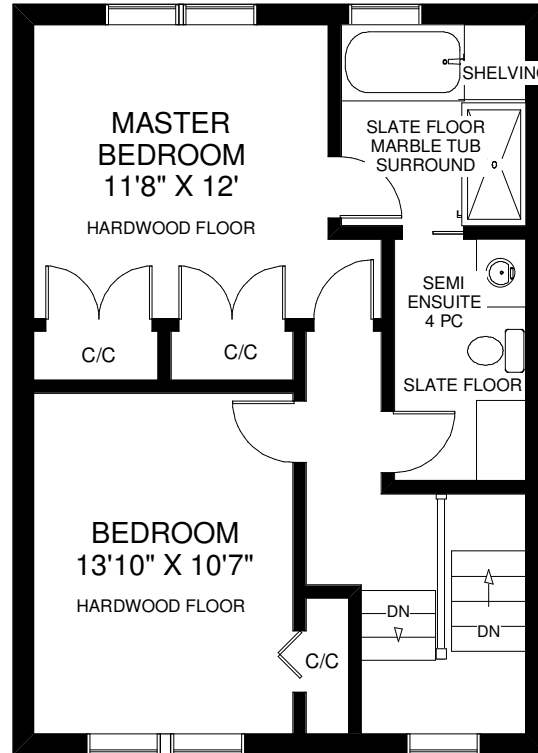 SHELVING
MASTER
BEDROOM
11'8" X 12'
HARDWOOD FLOOR
SLATE FLOOR
MARBLE TUB
SURROUND
SEMI
ENSUITE
4 PC
SLATE FLOOR
C/C
C/C
BEDROOM
13'10" X 10'7"
HARDWOOD FLOOR
C/C
DN
DN